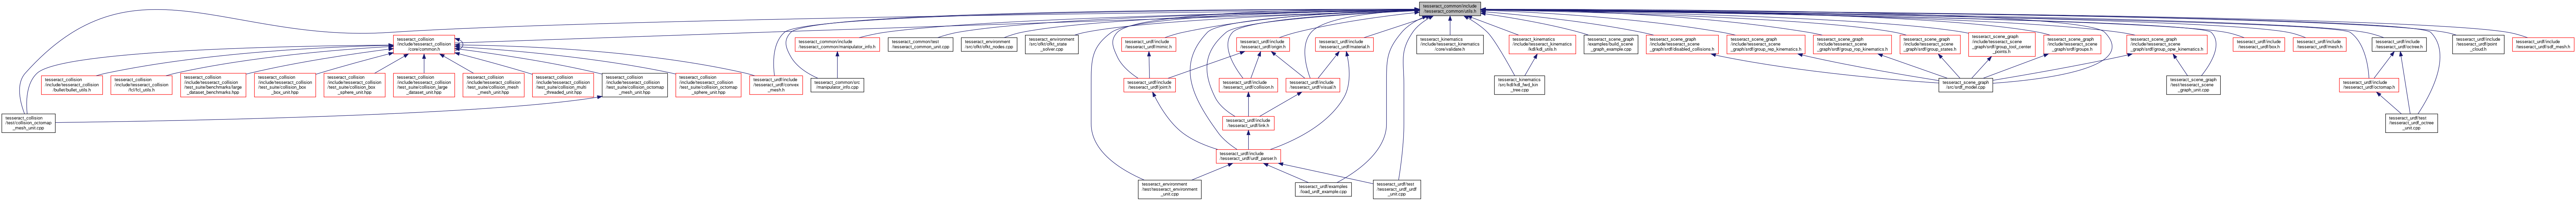 tesseract_common/include
/tesseract_common/utils.h
tesseract_collision
/include/tesseract_collision
/core/common.h
tesseract_common/include
/tesseract_common/manipulator_info.h
tesseract_common/test
/tesseract_common_unit.cpp
tesseract_environment
/src/ofkt/ofkt_nodes.cpp
tesseract_environment
/src/ofkt/ofkt_state
_solver.cpp
tesseract_urdf/include
/tesseract_urdf/mimic.h
tesseract_urdf/include
/tesseract_urdf/origin.h
tesseract_urdf/include
/tesseract_urdf/material.h
tesseract_kinematics
/include/tesseract_kinematics
/core/validate.h
tesseract_kinematics
/include/tesseract_kinematics
/kdl/kdl_utils.h
tesseract_scene_graph
/examples/build_scene
_graph_example.cpp
tesseract_scene_graph
/include/tesseract_scene
_graph/srdf/disabled_collisions.h
tesseract_scene_graph
/include/tesseract_scene
_graph/srdf/group_rep_kinematics.h
tesseract_scene_graph
/include/tesseract_scene
_graph/srdf/group_rop_kinematics.h
tesseract_scene_graph
/include/tesseract_scene
_graph/srdf/group_states.h
tesseract_scene_graph
/include/tesseract_scene
_graph/srdf/group_tool_center
_points.h
tesseract_scene_graph
/include/tesseract_scene
_graph/srdf/groups.h
tesseract_scene_graph
/include/tesseract_scene
_graph/srdf/group_opw_kinematics.h
tesseract_urdf/include
/tesseract_urdf/box.h
tesseract_urdf/include
/tesseract_urdf/mesh.h
tesseract_urdf/include
/tesseract_urdf/octree.h
tesseract_urdf/include
/tesseract_urdf/point
_cloud.h
tesseract_urdf/include
/tesseract_urdf/sdf_mesh.h
tesseract_collision
/include/tesseract_collision
/bullet/bullet_utils.h
tesseract_collision
/include/tesseract_collision
/fcl/fcl_utils.h
tesseract_collision
/include/tesseract_collision
/test_suite/benchmarks/large
_dataset_benchmarks.hpp
tesseract_collision
/include/tesseract_collision
/test_suite/collision_box
_box_unit.hpp
tesseract_collision
/include/tesseract_collision
/test_suite/collision_box
_sphere_unit.hpp
tesseract_collision
/include/tesseract_collision
/test_suite/collision_large
_dataset_unit.hpp
tesseract_collision
/include/tesseract_collision
/test_suite/collision_mesh
_mesh_unit.hpp
tesseract_collision
/include/tesseract_collision
/test_suite/collision_multi
_threaded_unit.hpp
tesseract_collision
/include/tesseract_collision
/test_suite/collision_octomap
_mesh_unit.hpp
tesseract_collision
/include/tesseract_collision
/test_suite/collision_octomap
_sphere_unit.hpp
tesseract_urdf/include
/tesseract_urdf/convex
_mesh.h
tesseract_common/src
/manipulator_info.cpp
tesseract_urdf/include
/tesseract_urdf/joint.h
tesseract_urdf/include
/tesseract_urdf/collision.h
tesseract_urdf/include
/tesseract_urdf/visual.h
tesseract_kinematics
/src/kdl/kdl_fwd_kin
_tree.cpp
tesseract_scene_graph
/src/srdf_model.cpp
tesseract_scene_graph
/test/tesseract_scene
_graph_unit.cpp
tesseract_urdf/include
/tesseract_urdf/octomap.h
tesseract_collision
/test/collision_octomap
_mesh_unit.cpp
tesseract_urdf/include
/tesseract_urdf/link.h
tesseract_urdf/test
/tesseract_urdf_octree
_unit.cpp
tesseract_urdf/include
/tesseract_urdf/urdf_parser.h
tesseract_environment
/test/tesseract_environment
_unit.cpp
tesseract_urdf/examples
/load_urdf_example.cpp
tesseract_urdf/test
/tesseract_urdf_urdf
_unit.cpp